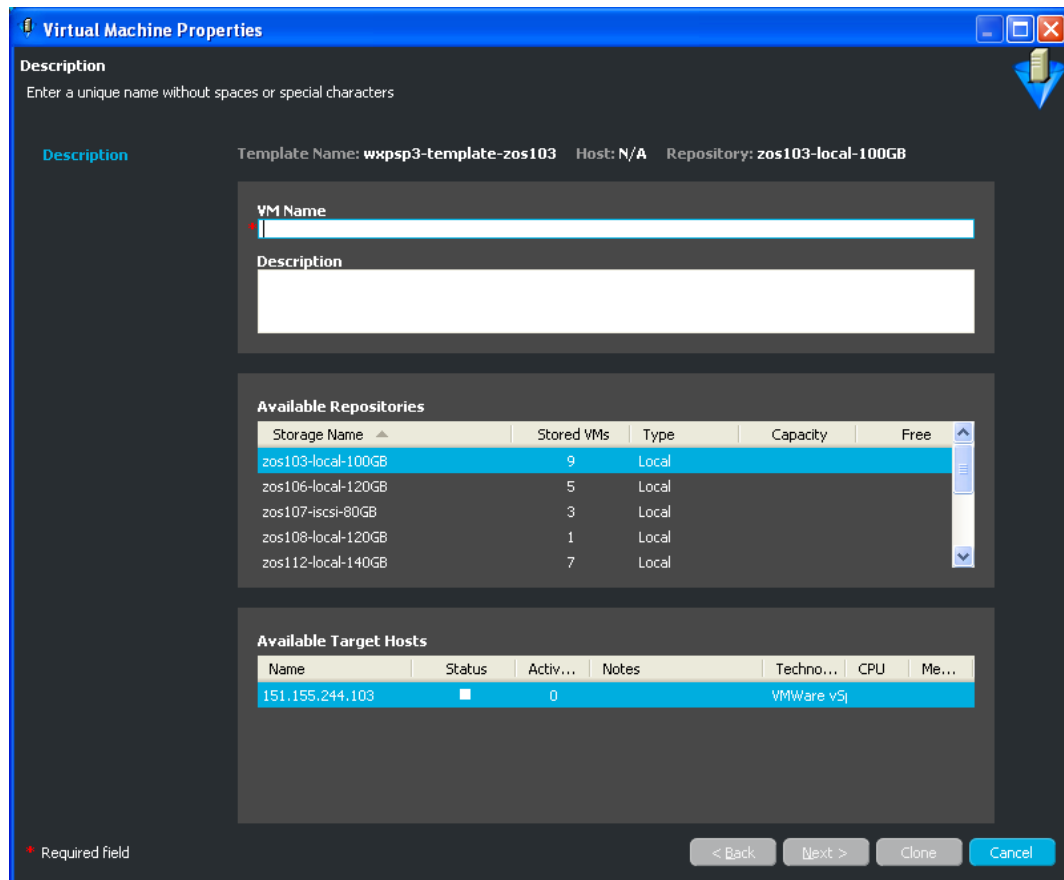 Virtual Machine Properties
Description
Enter a unique name without spaces or special characters
Description
Template Name: wxpsp3-template-zos103 Host: N/A Repository: zos103-local-100GB
VM Name
*
Description
Available Repositories
Storage Name Stored VMs Type Capacity Free
zos103-local-100GB 9 Local
zos106-local-120GB 5 Local
zos107-iscsi-80GB 3 Local
zos108-local-120GB 1 Local
zos112-local-140GB 7 Local
Available Target Hosts
Name Status Activ... Notes Techno... CPU Me...
151.155.244.103 0 VMWare vS
* Required field
< Back Next > Clone Cancel